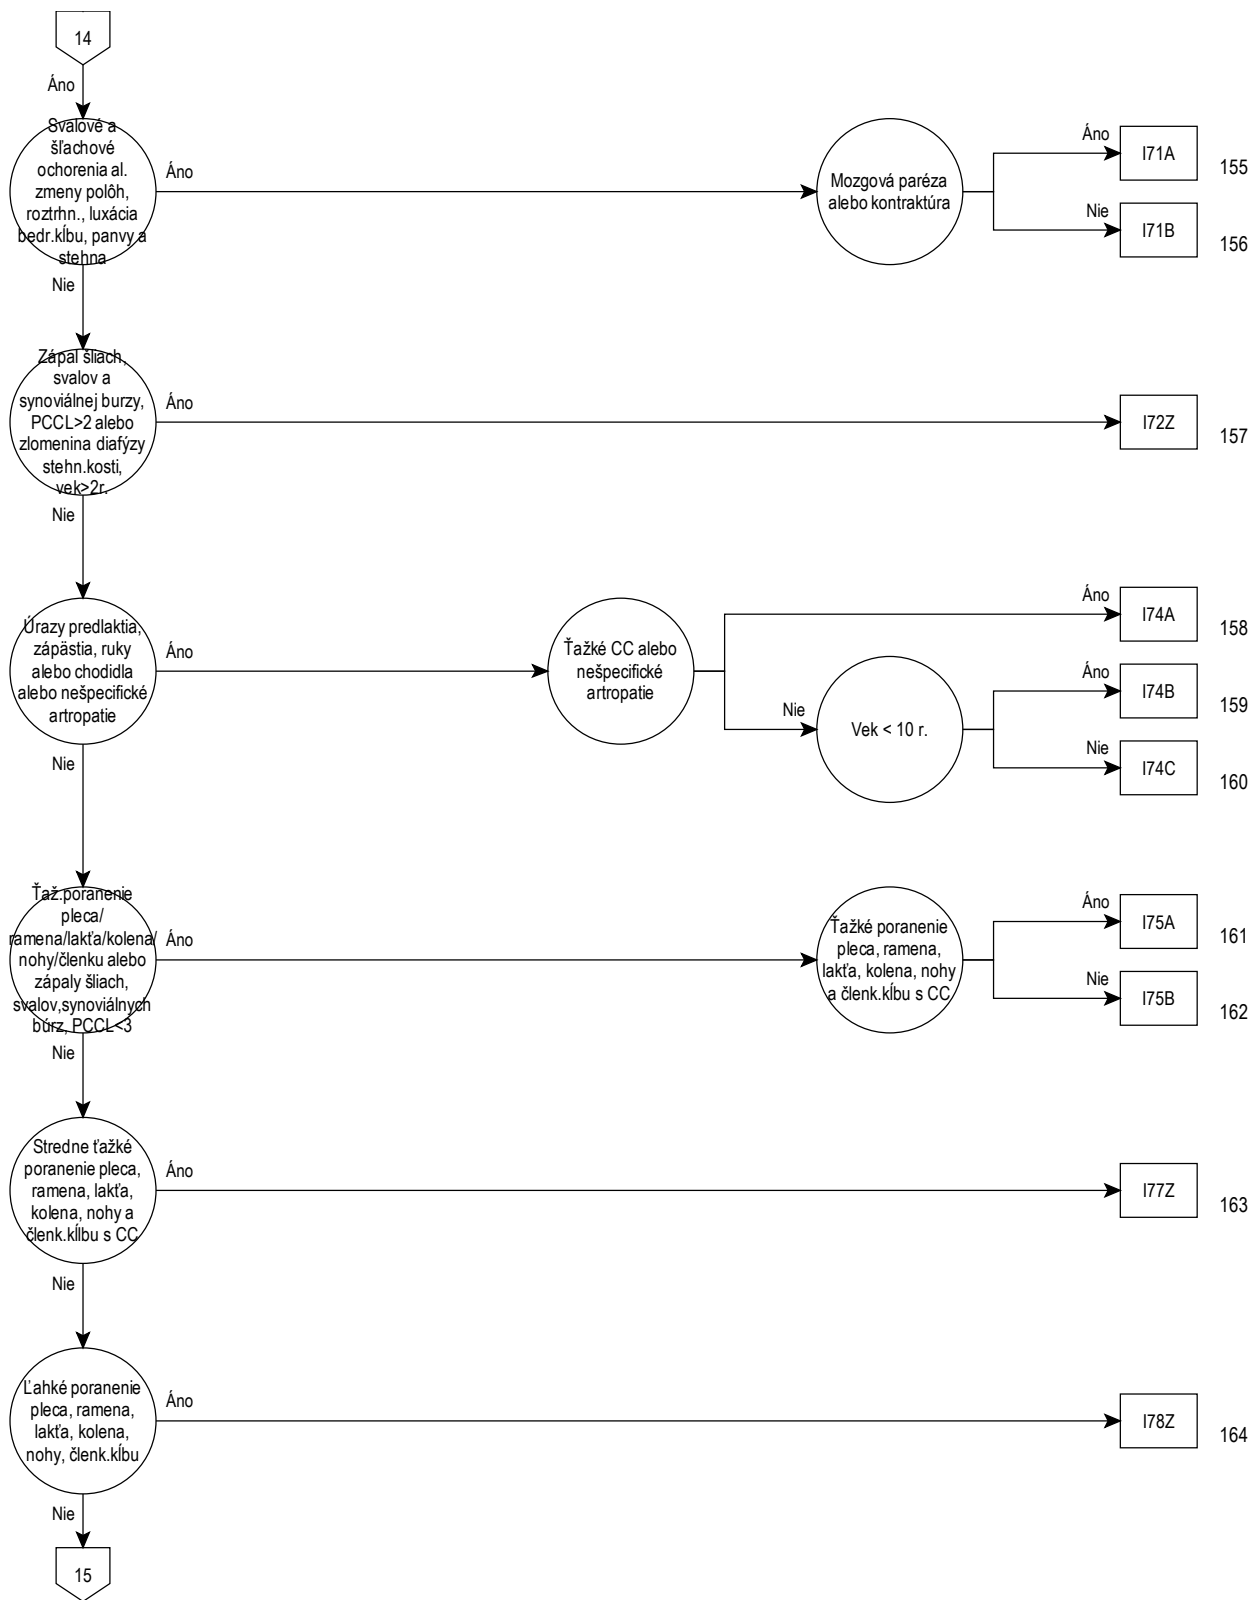 14
Áno
Svalové a
šľachové
ochorenia al.
zmeny polôh,
roztrhn., luxácia
bedr.kĺbu, panvy a
stehna
Áno
Mozgová paréza
alebo kontraktúra
Áno
I71A
155
Nie
I71B
156
Nie
Zápal šliach,
svalov a
synoviálnej burzy,
PCCL>2 alebo
zlomenina diafýzy
stehn.kosti,
vek>2r.
Áno
I72Z
157
Nie
Úrazy predlaktia,
zápästia, ruky
alebo chodidla
alebo nešpecifické
artropatie
Áno
Ťažké CC alebo
nešpecifické
artropatie
Áno
I74A
158
Nie
Vek < 10 r.
Áno
I74B
159
Nie
I74C
160
Nie
Ťaž.poranenie
pleca/
ramena/lakťa/kolena/
nohy/členku alebo
zápaly šliach,
svalov,synoviálnych
búrz, PCCL<3
Áno
Ťažké poranenie
pleca, ramena,
lakťa, kolena, nohy
a členk.kĺbu s CC
Áno
I75A
161
Nie
I75B
162
Nie
Stredne ťažké
poranenie pleca,
ramena, lakťa,
kolena, nohy a
členk.kĺlbu s CC
Áno
I77Z
163
Nie
Ľahké poranenie
pleca, ramena,
lakťa, kolena,
nohy, členk.kĺbu
Áno
I78Z
164
Nie
15